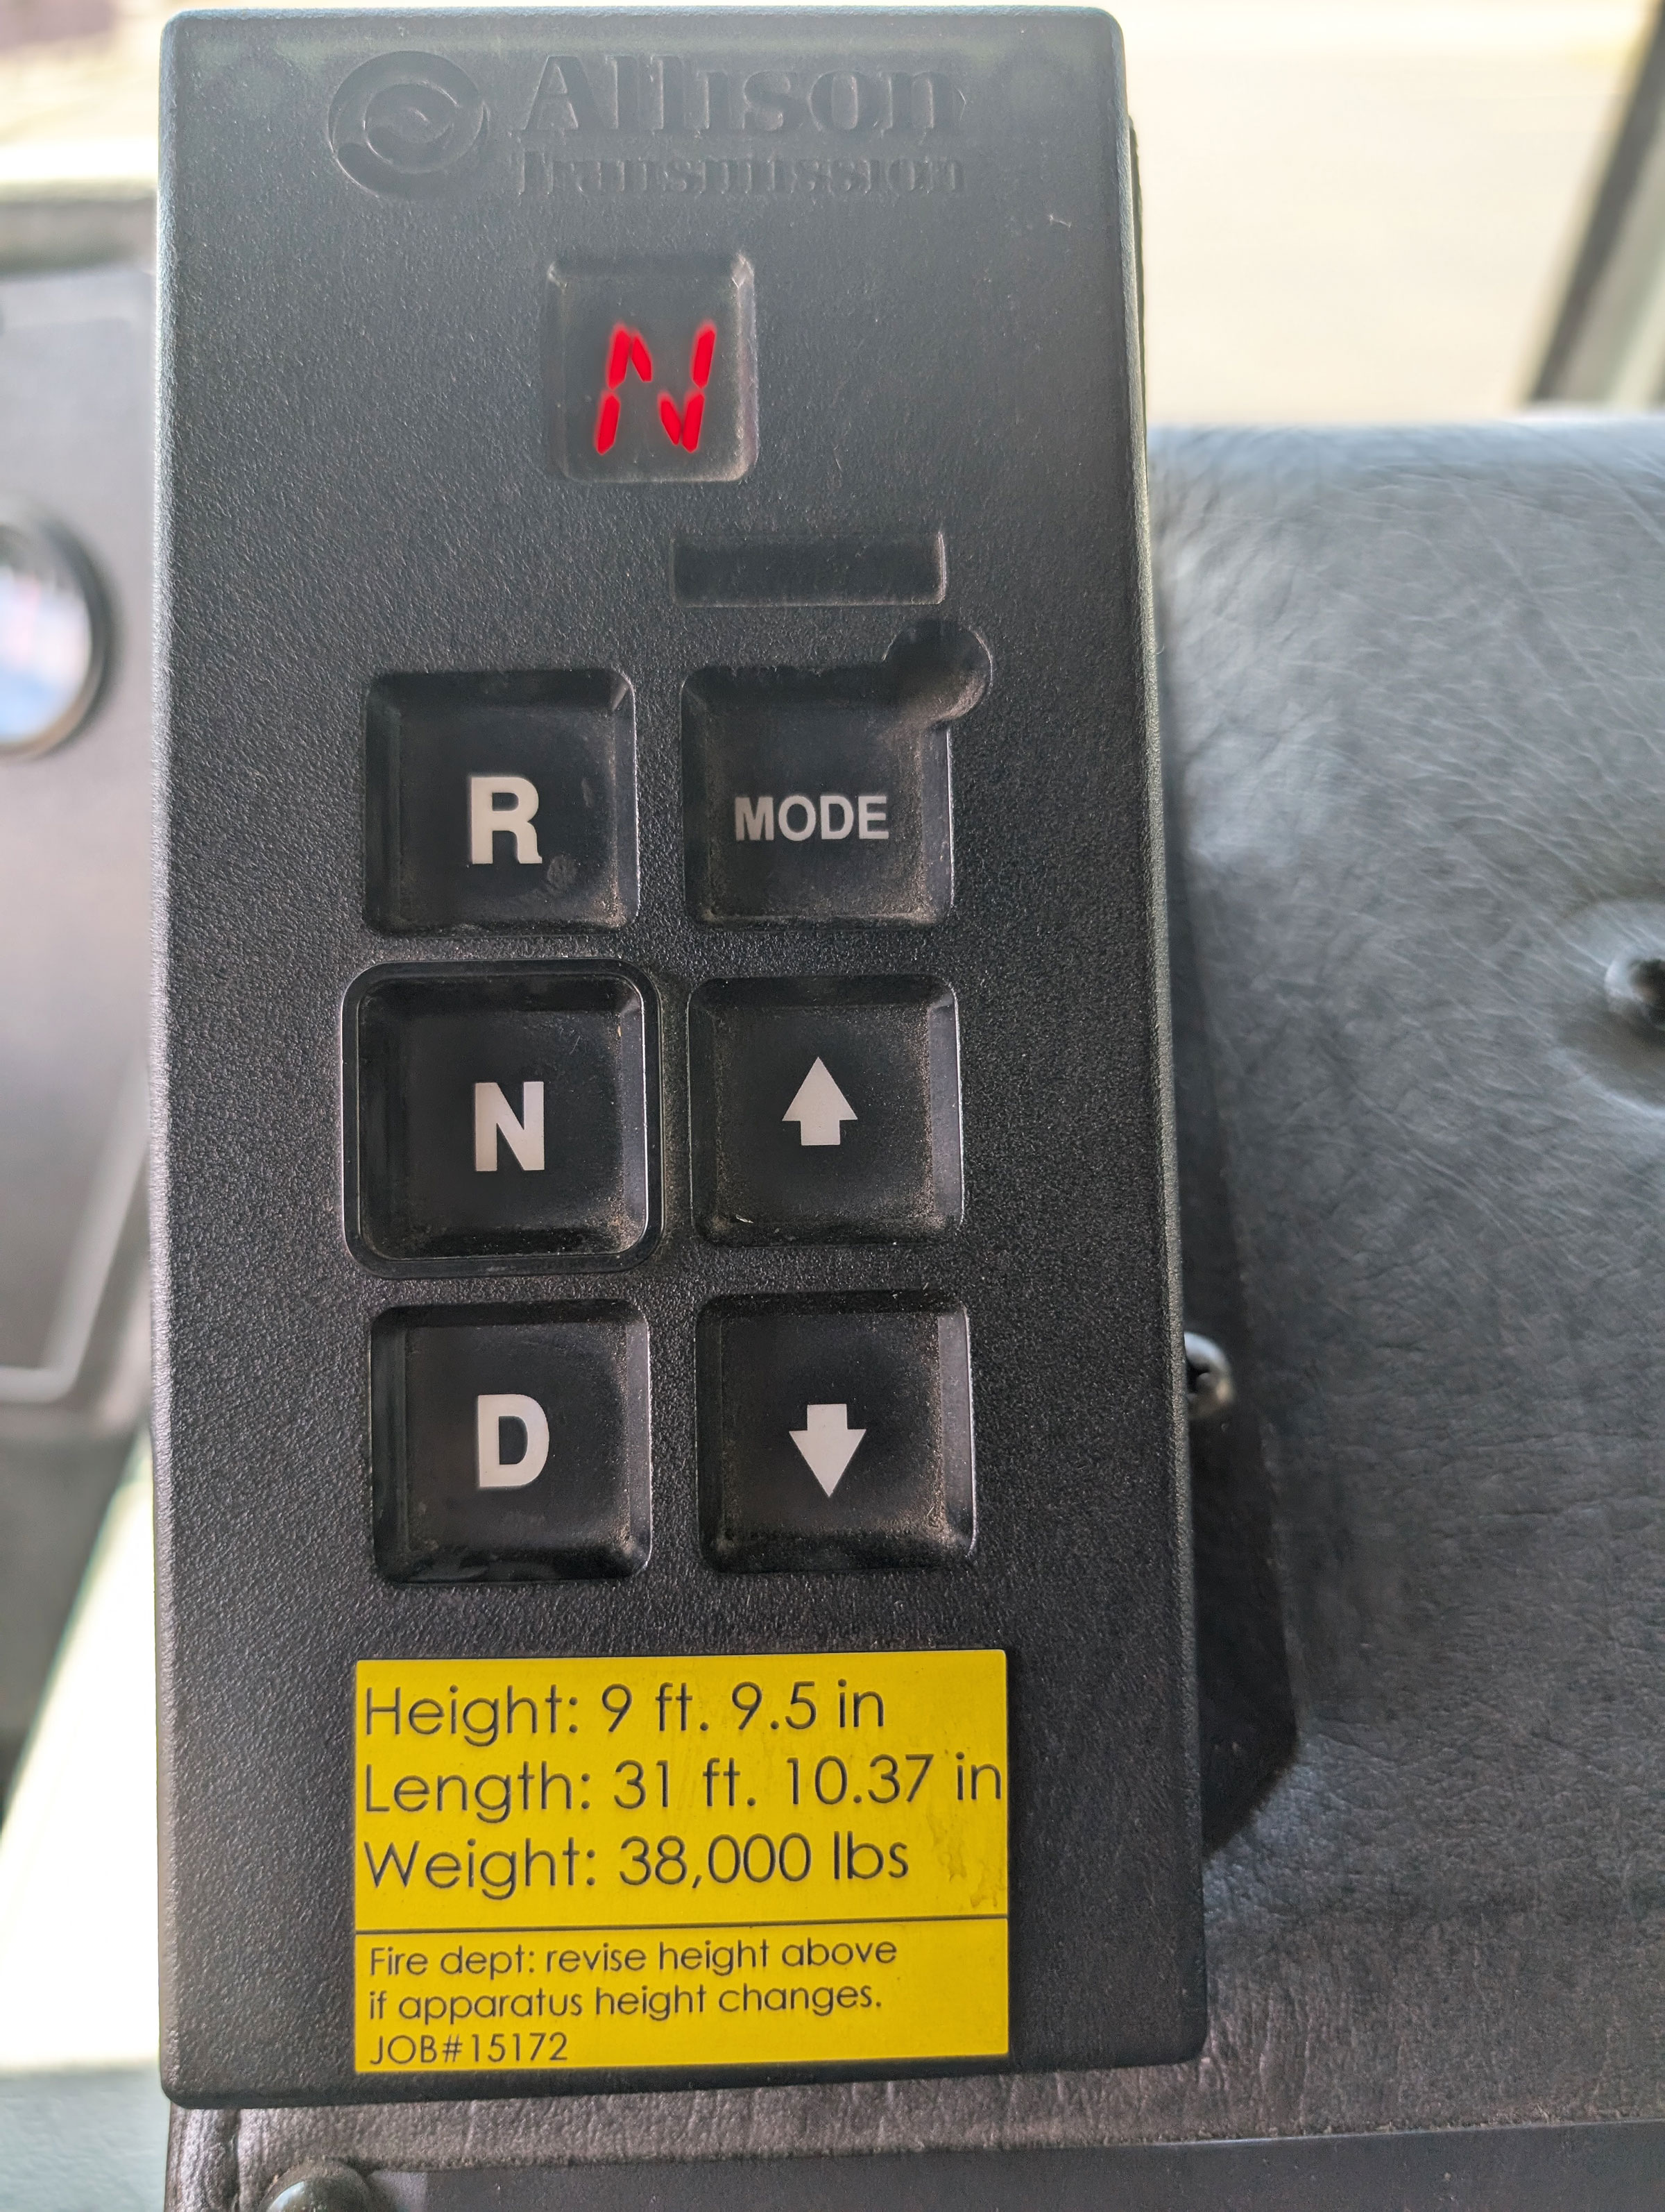 Allison
Transmission
N
R
MODE
N
D
Height: 9 ft. 9.5 in
Length: 31 ft. 10.37 in
Weight: 38,000 lbs
Fire dept: revise height above
if apparatus height changes.
JOB#15172